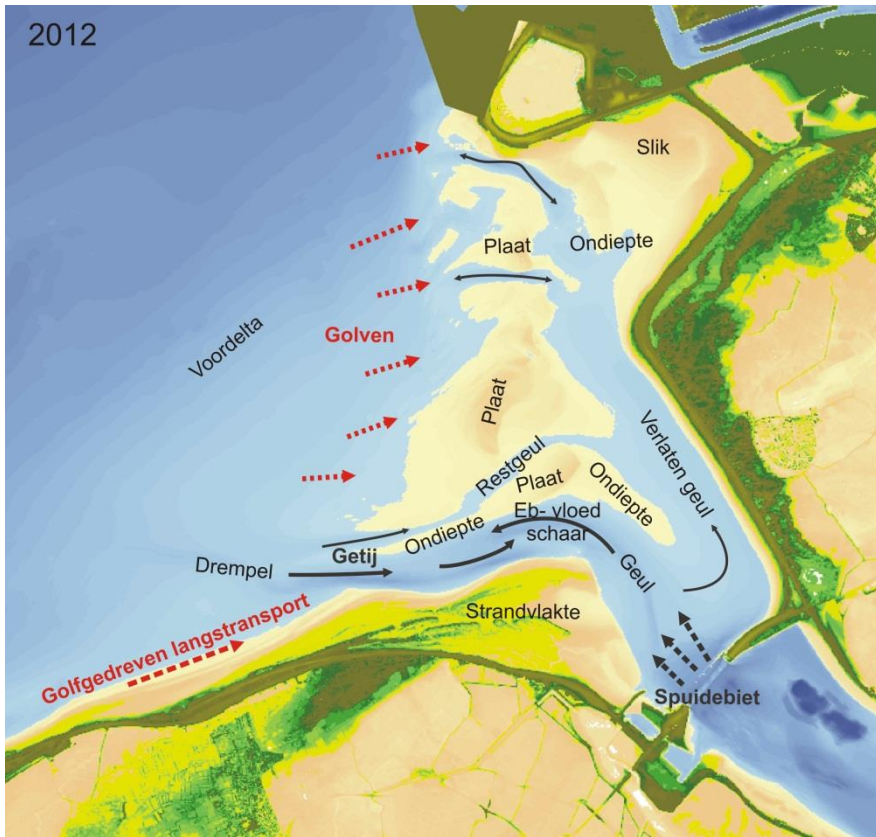 2012
Slik
Plaat
Ondiepte
Golven
Voordelta
Plaat
Verlaten geul
Restgeul
Plaat
Ondiepte
Eb- vloed
schaar
Ondiepte
Getij
Drempel
Geul
Strandvlakte
Golfgedreven langstransport
Spuidebiet